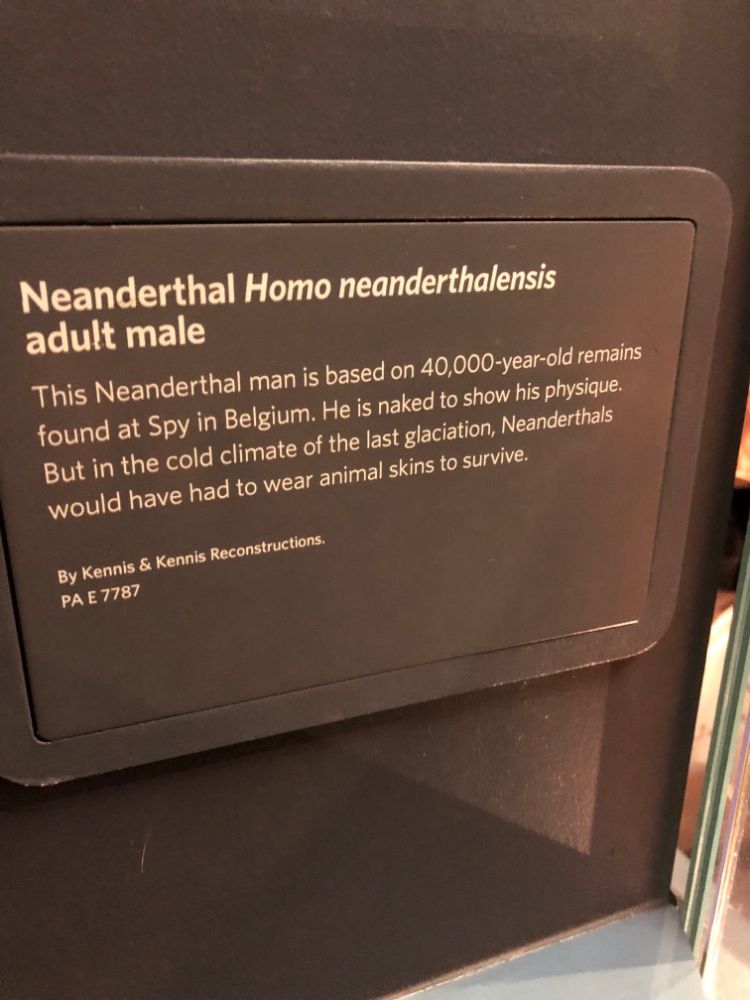 Neanderthal Homo neanderthalensis
adult male
This Neanderthal man is based on 40,000-year-old remains
found at Spy in Belgium. He is naked to show his physique.
But in the cold climate of the last glaciation, Neanderthals
would have had to wear animal skins to survive.
By Kennis & Kennis Reconstructions.
PA E 7787